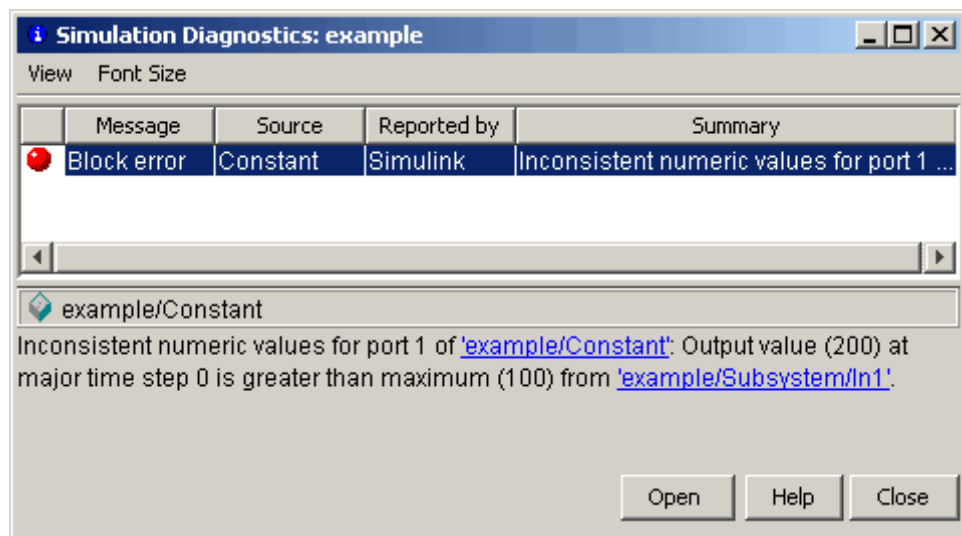 Simulation Diagnostics: example
View Font Size
Message Source Reported by Summary
Block error Constant Simulink Inconsistent numeric values for port 1 ...
example/Constant
Inconsistent numeric values for port 1 of 'example/Constant': Output value (200) at
major time step 0 is greater than maximum (100) from 'example/Subsystem/In1'.
Open Help Close